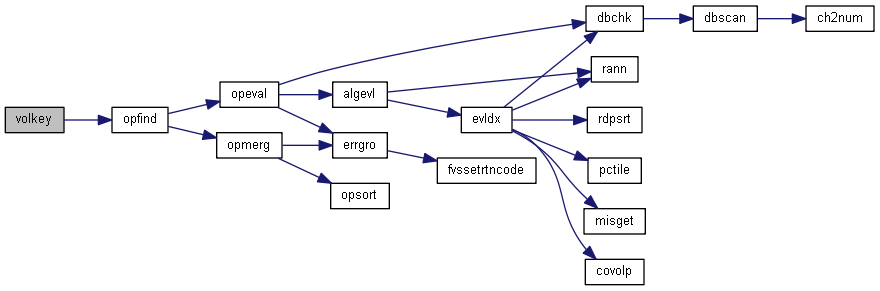 volkey
opfind
opeval
opmerg
algevl
errgro
opsort
evldx
fvssetrtncode
dbchk
rann
rdpsrt
pctile
misget
covolp
dbscan
ch2num